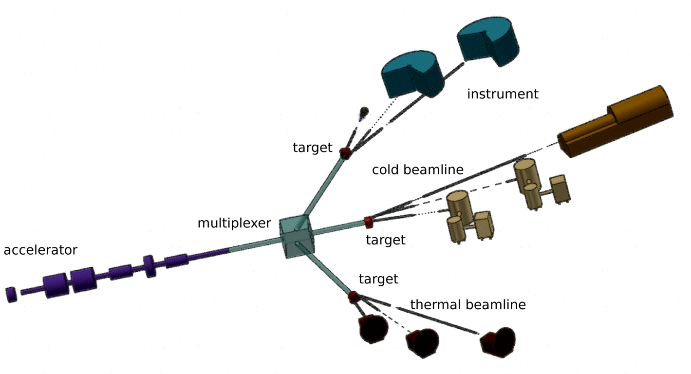 instrument
target
cold beamline
multiplexer
target
accelerator
target
thermal beamline